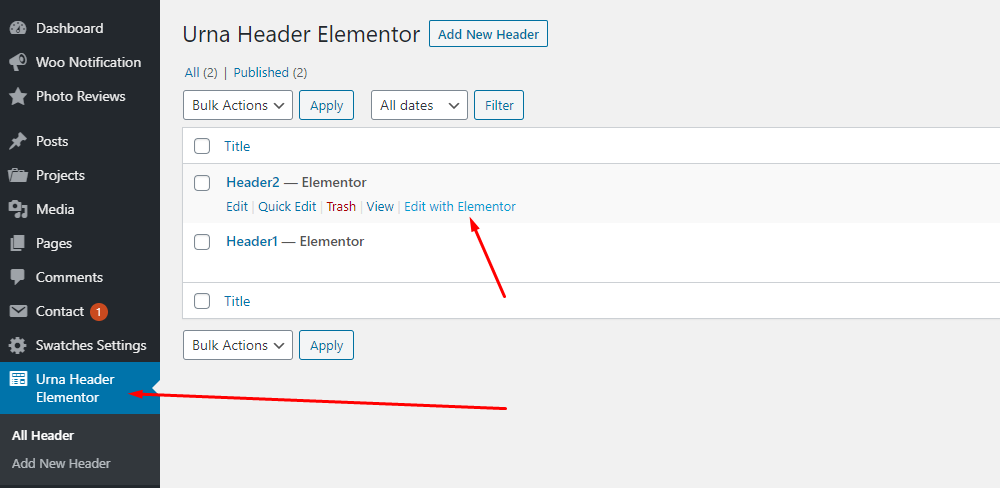 Dashboard
Woo Notification
Photo Reviews
Posts
Projects
Media
Pages
Comments
Contact 1
Swatches Settings
Urna Header
Elementor
All Header
Add New Header
Urna Header Elementor Add New Header
All (2) | Published (2)
Bulk Actions Apply All dates Filter
Title
Header2 — Elementor
Edit | Quick Edit | Trash | View | Edit with Elementor
Header1 — Elementor
Title
Bulk Actions Apply